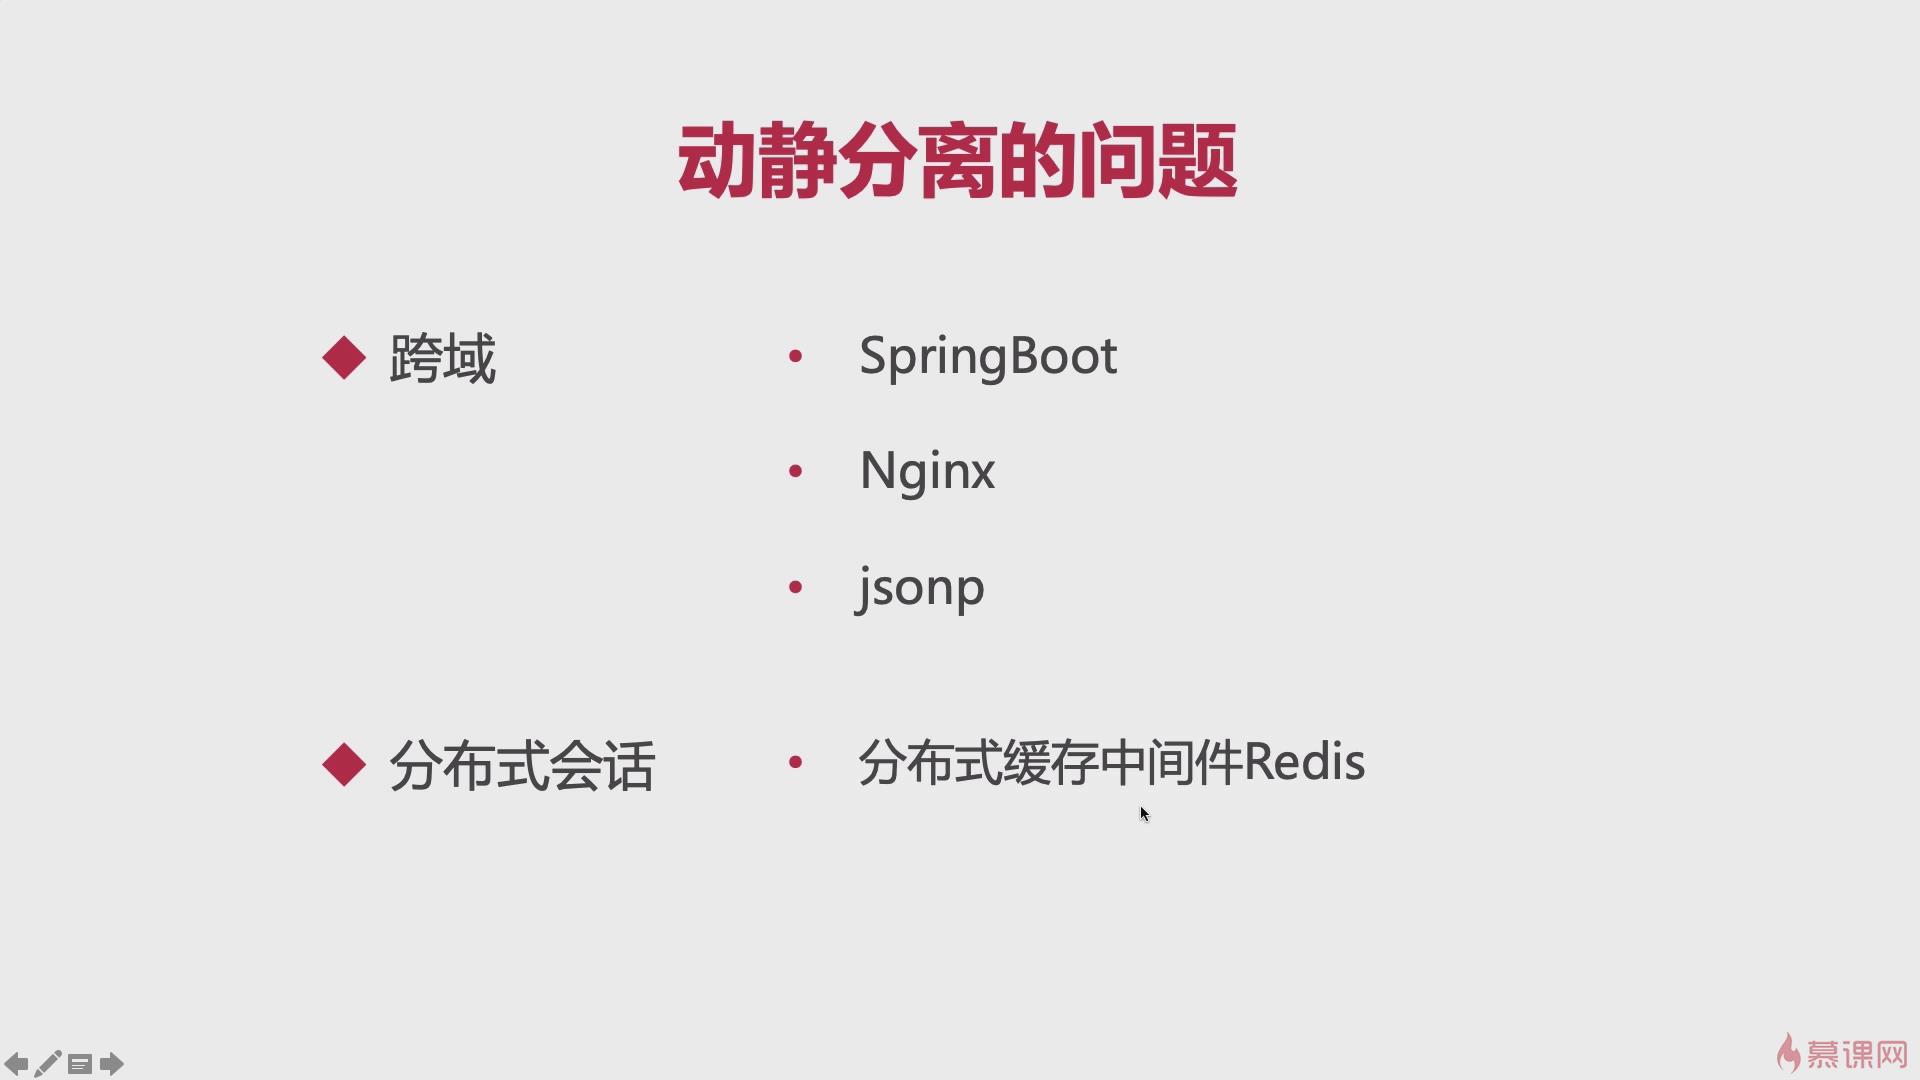 动静分离的问题
跨域
SpringBoot
Nginx
jsonp
分布式会话
分布式缓存中间件Redis
慕课网